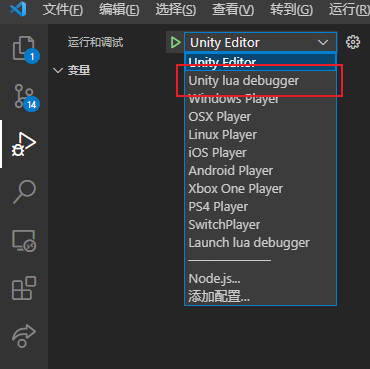 文件(F) 编辑(E) 选择(S) 查看(V) 转到(G) 运行(R)
运行和调试 Unity Editor
变量
1
14
Unity Editor
Unity lua debugger
Windows Player
OSX Player
Linux Player
iOS Player
Android Player
Xbox One Player
PS4 Player
SwitchPlayer
Launch lua debugger
Node.js...
添加配置...